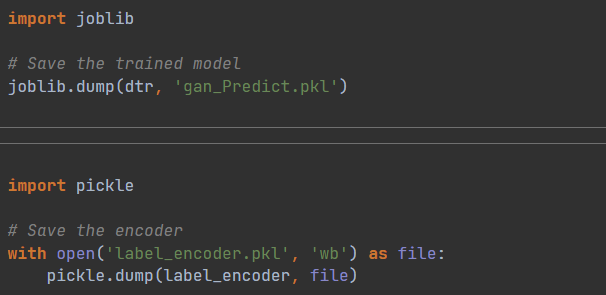 import joblib
# Save the trained model
joblib.dump(dtr, 'gan_Predict.pkl')
import pickle
# Save the encoder
with open('label_encoder.pkl', 'wb') as file:
    pickle.dump(label_encoder, file)